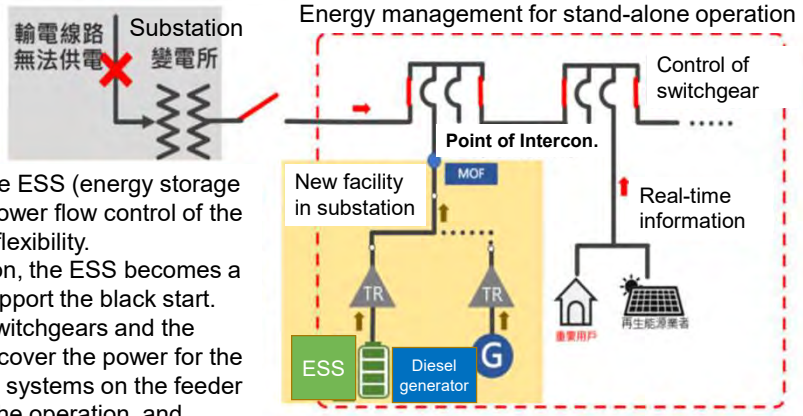 Energy management for stand-alone operation
輸電線路
無法供電
Substation
變電所
Control of
switchgear
Point of Intercon.
MOF
New facility
in substation
Real-time
information
TR
TR
ESS
Diesel
generator
G
重要用戶
再生能源業者
e ESS (energy storage
ower flow control of the
flexibility.
on, the ESS becomes a
pport the black start.
witchgears and the
cover the power for the
systems on the feeder
ne operation, and